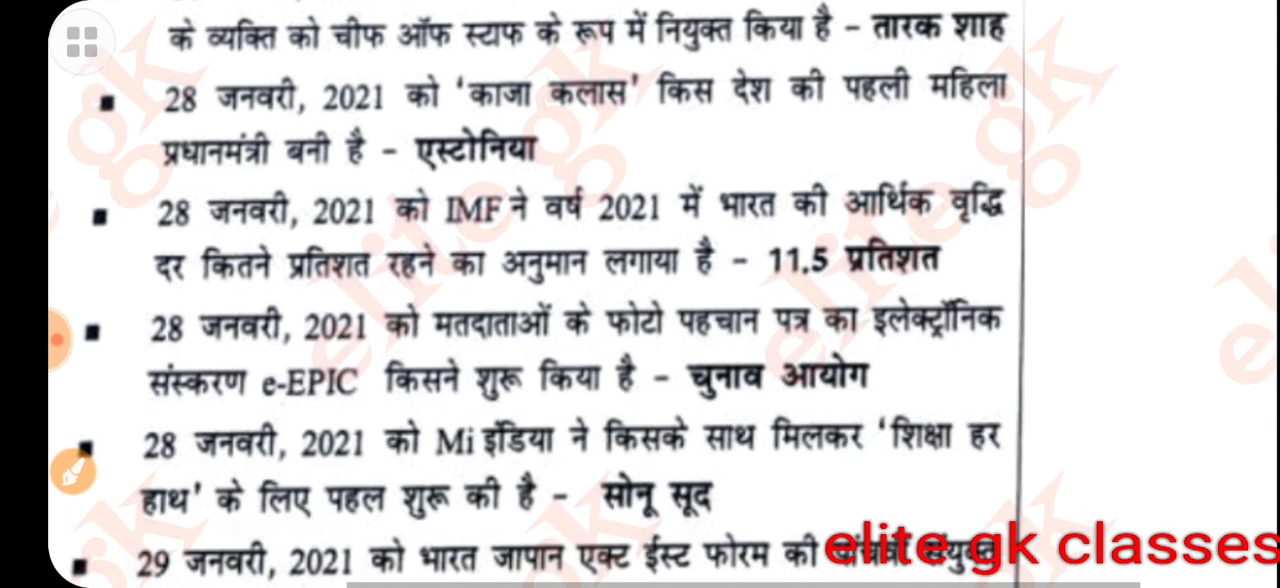 के व्यक्ति को चीफ ऑफ स्टाफ के रूप में नियुक्त किया है – तारक शाह
▪ 28 जनवरी, 2021 को 'काजा कलास' किस देश की पहली महिला
प्रधानमंत्री बनी है – एस्टोनिया
▪ 28 जनवरी, 2021 को IMF ने वर्ष 2021 में भारत की आर्थिक वृद्धि
दर कितने प्रतिशत रहने का अनुमान लगाया है – 11.5 प्रतिशत
▪ 28 जनवरी, 2021 को मतदाताओं के फोटो पहचान पत्र का इलेक्ट्रॉनिक
संस्करण e-EPIC किसने शुरू किया है – चुनाव आयोग
▪ 28 जनवरी, 2021 को Mi इंडिया ने किसके साथ मिलकर 'शिक्षा हर
हाथ' के लिए पहल शुरू की है – सोनू सूद
▪ 29 जनवरी, 2021 को भारत जापान एक्ट ईस्ट फोरम की
elite gk classes
elite gk